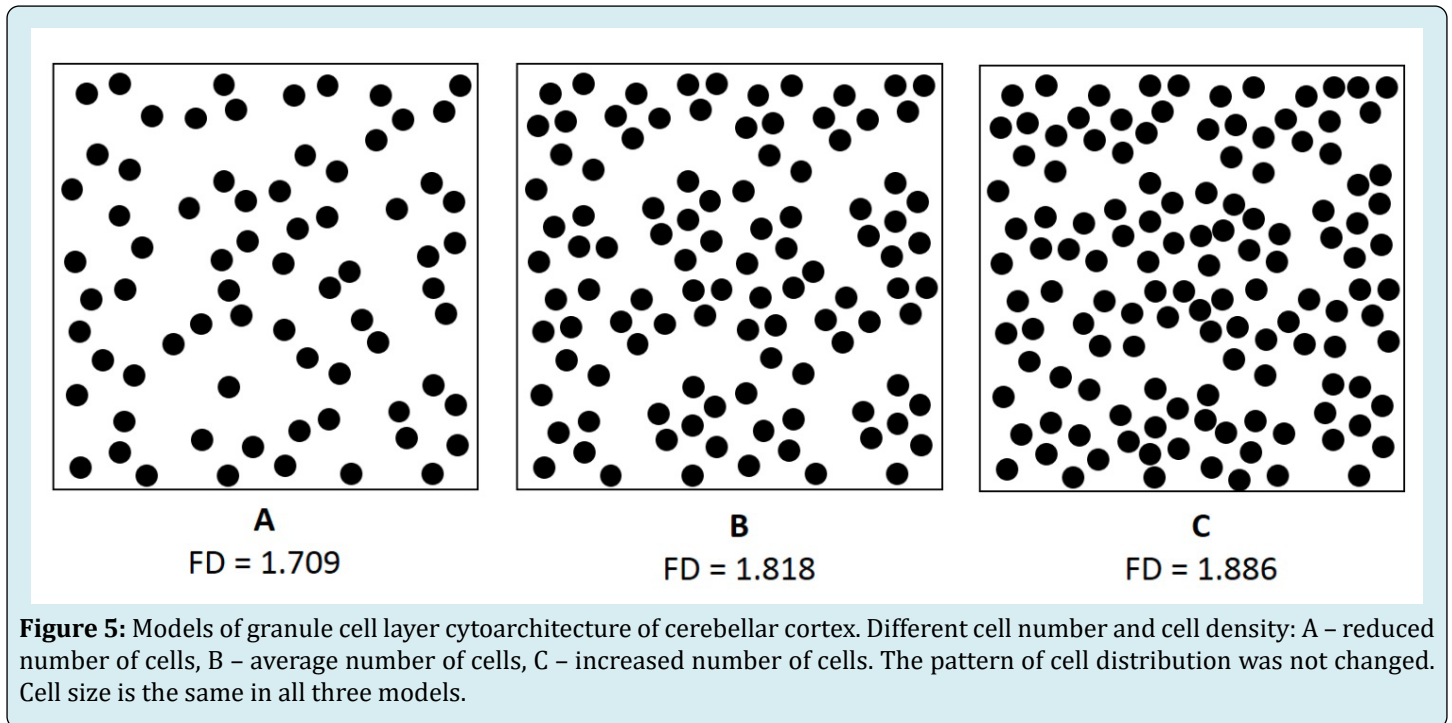 A
FD = 1.709
B
FD = 1.818
C
FD = 1.886
Figure 5: Models of granule cell layer cytoarchitecture of cerebellar cortex. Different cell number and cell density: A – reduced
number of cells, B – average number of cells, C – increased number of cells. The pattern of cell distribution was not changed.
Cell size is the same in all three models.